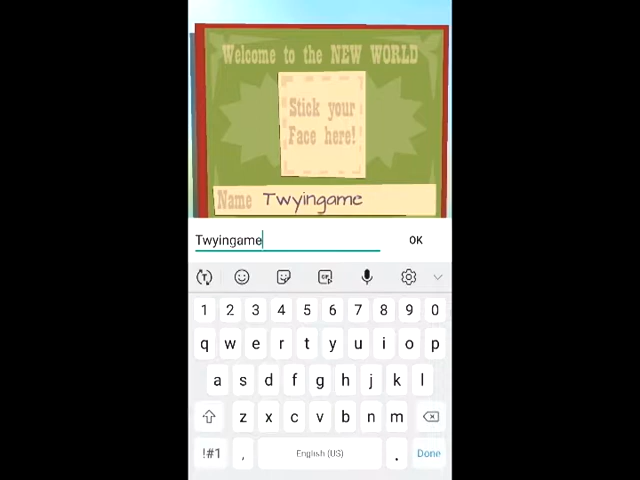 Welcome to the NEW WORLD
Stick your
Face here!
Name Twyingame
Twyingame OK
1 2 3 4 5 6 7 8 9 0
q w e r t y u i o p
a s d f g h j k l
z x c v b n m
!#1 , English (US) . Done